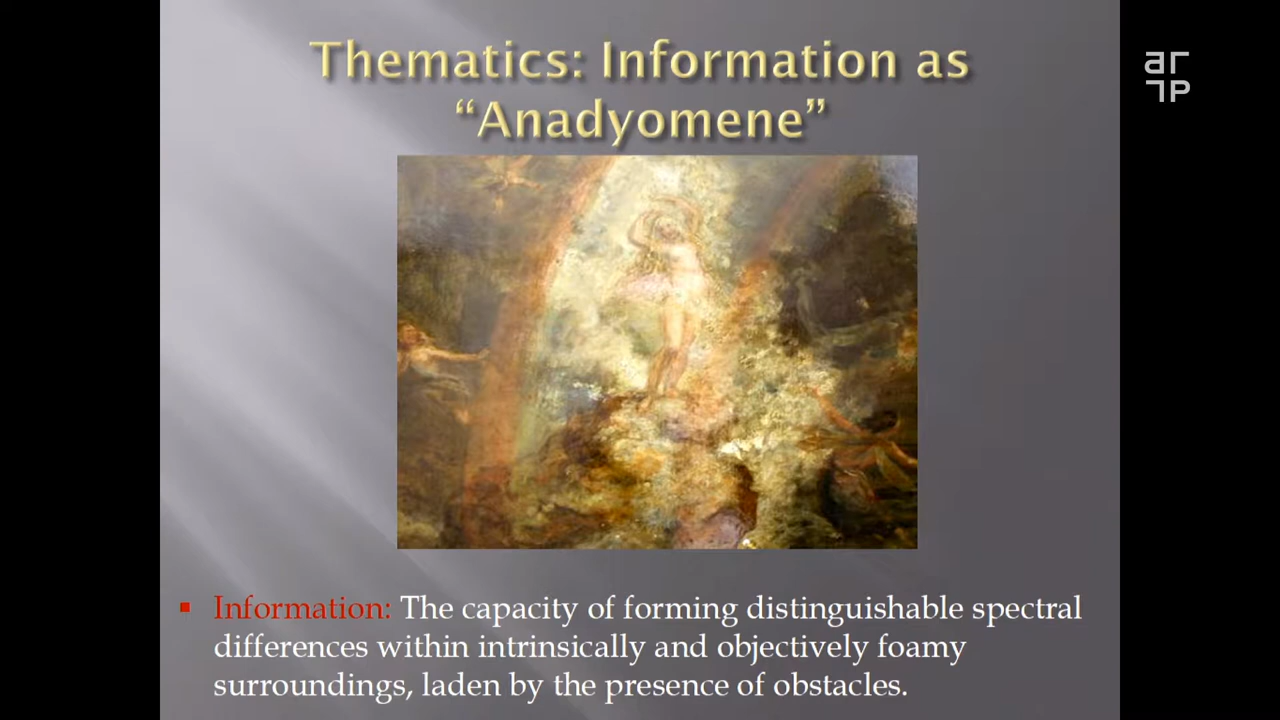 Thematics: Information as
“Anadyomene”
ar
p
Information: The capacity of forming distinguishable spectral
differences within intrinsically and objectively foamy
surroundings, laden by the presence of obstacles.